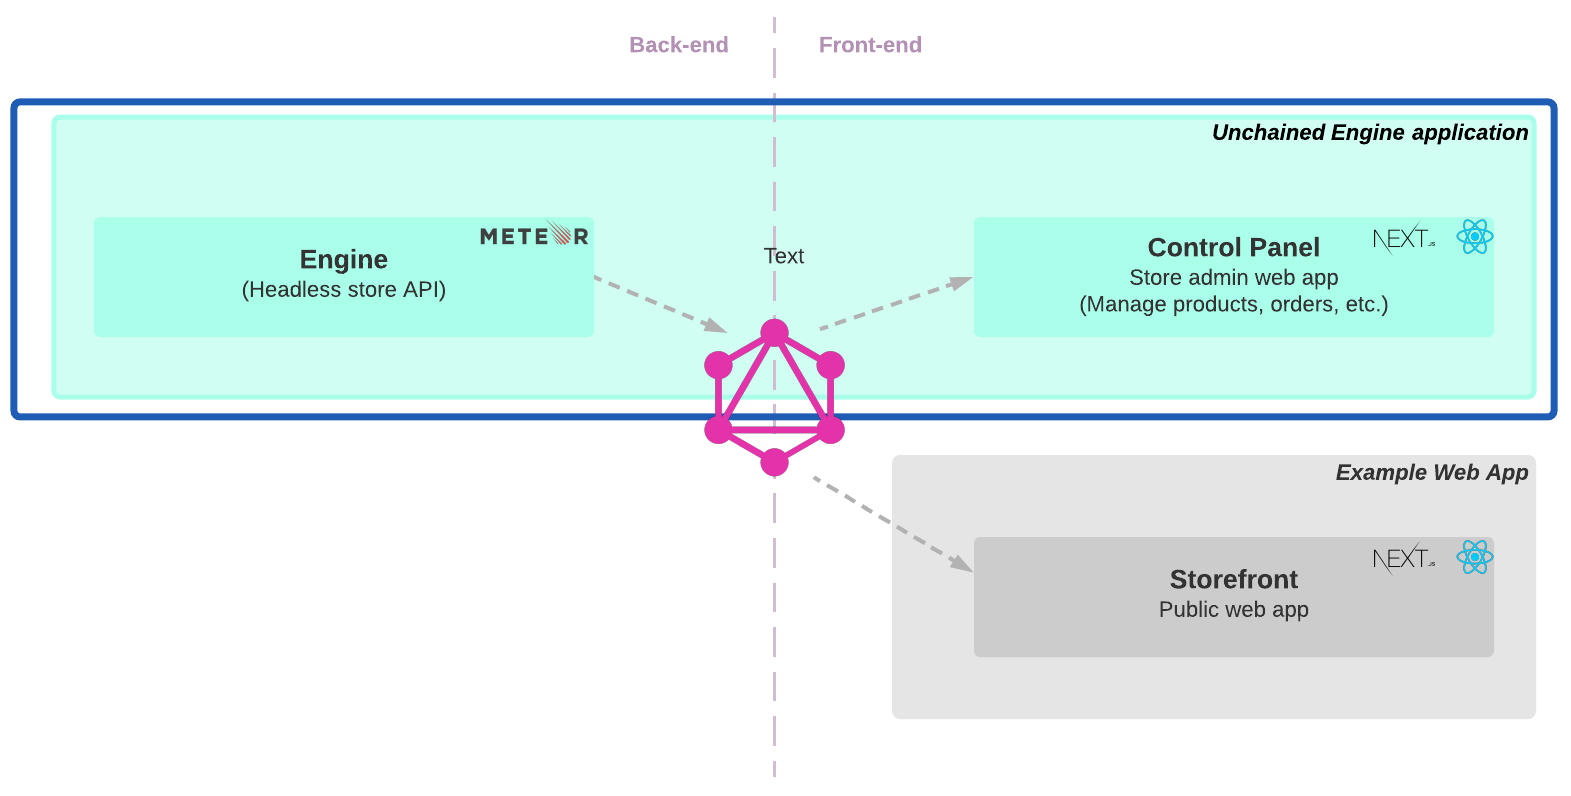 Back-end
Front-end
Unchained Engine application
METEOR
Engine
(Headless store API)
Text
NEXT.JS
Control Panel
Store admin web app
(Manage products, orders, etc.)
Example Web App
NEXT.JS
Storefront
Public web app